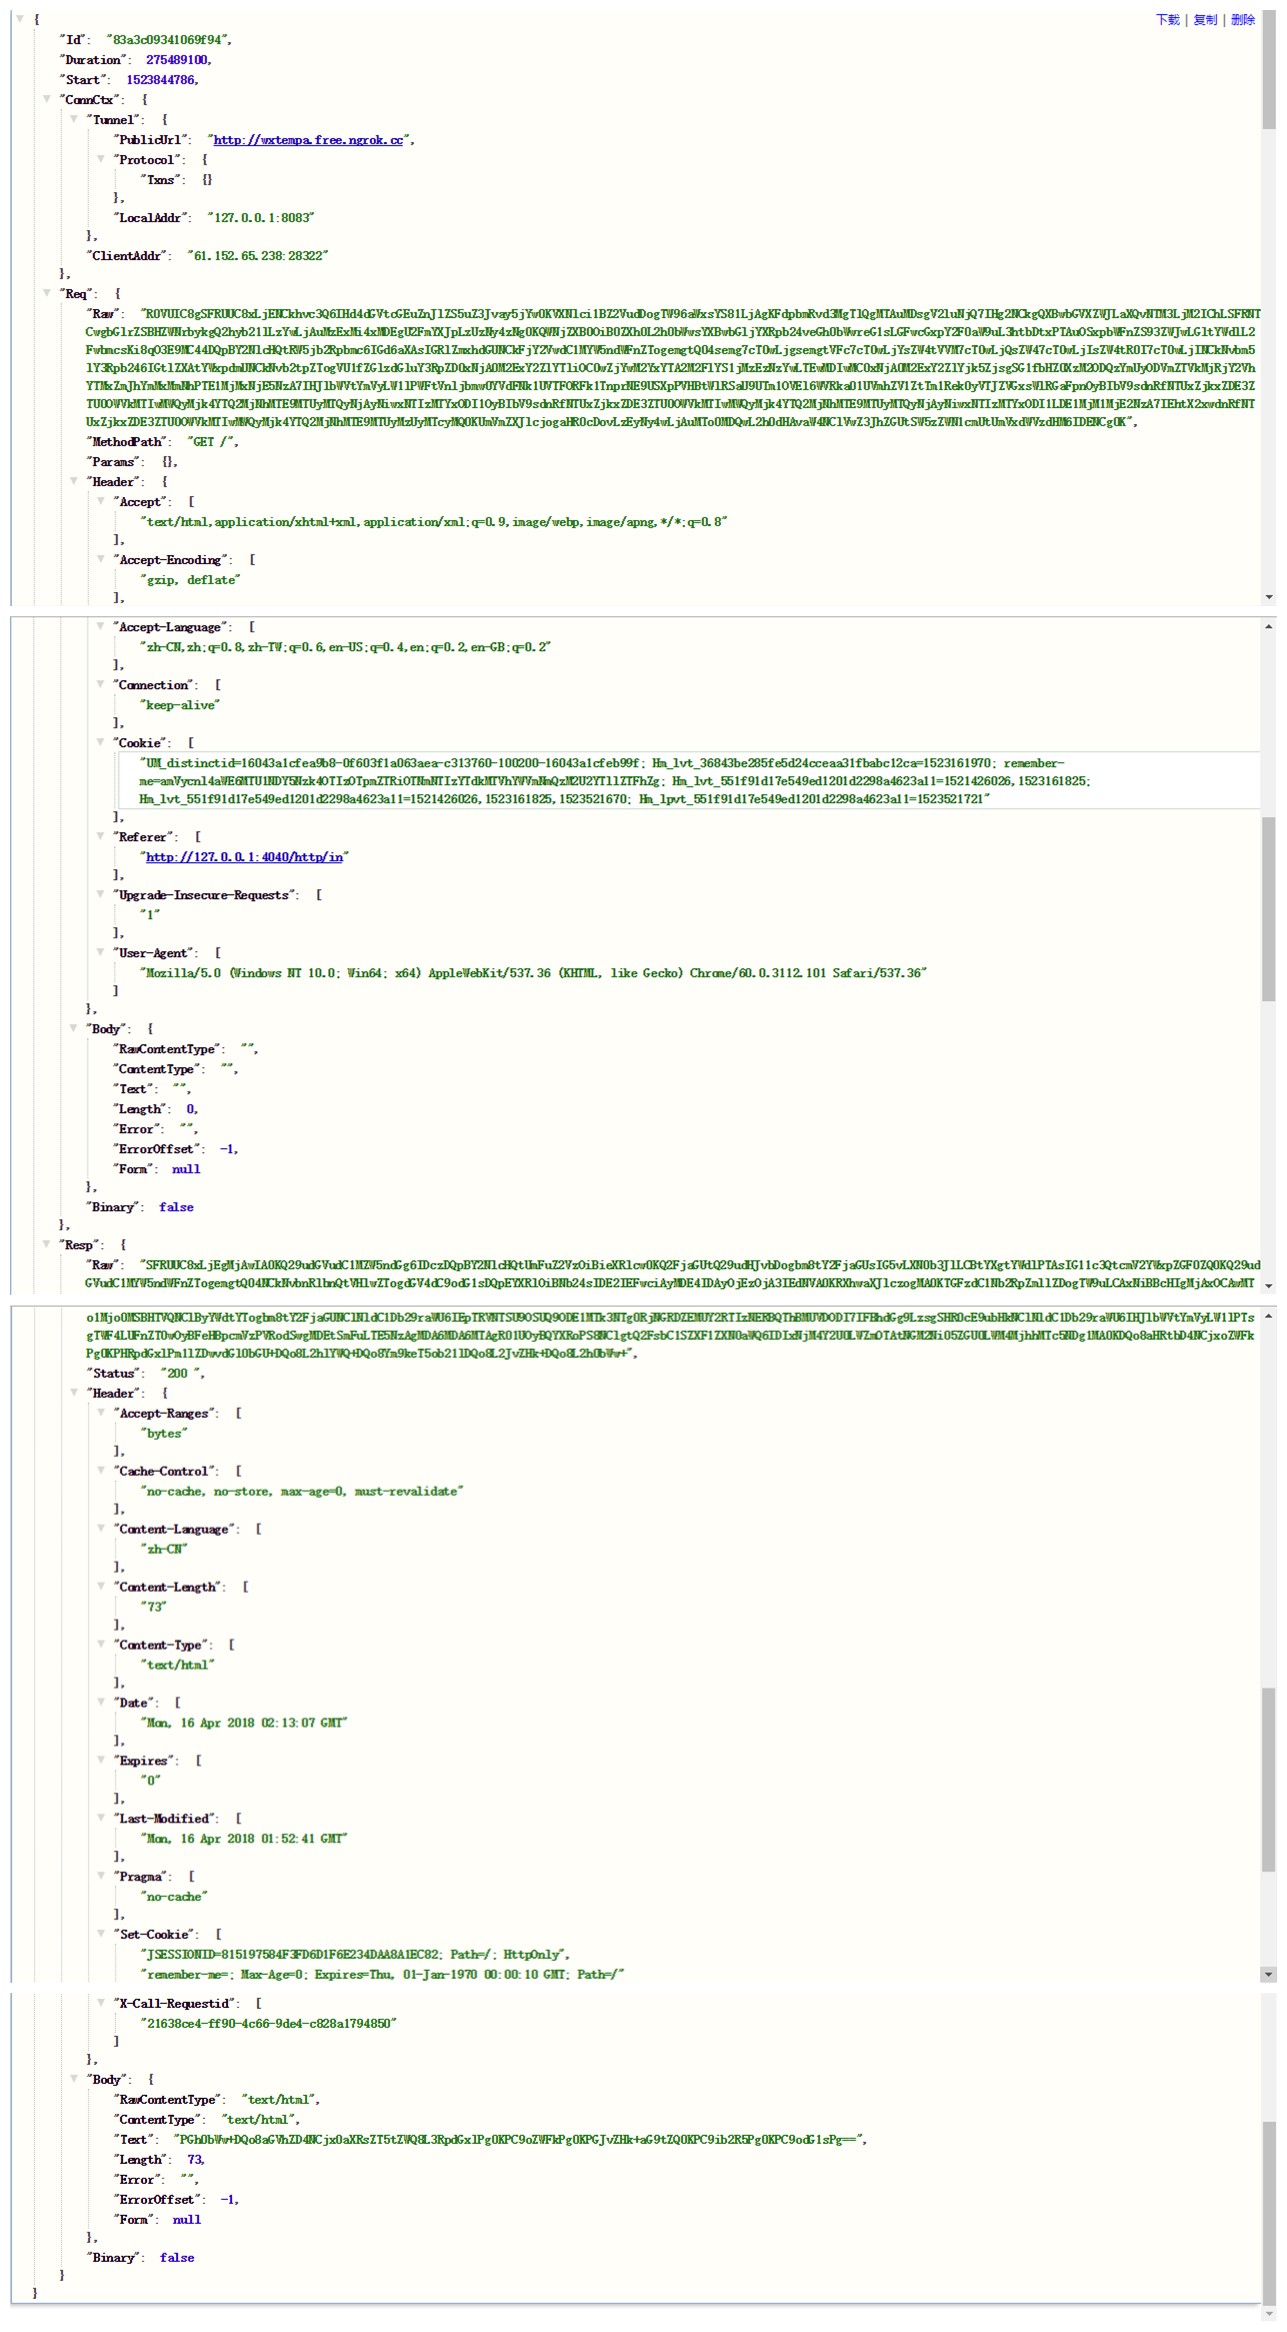 下载 | 复制 | 删除
{
"Id": "83a3c09341069f94",
"Duration": 275489100,
"Start": 1523844786,
"ConnCtx": {
"Tunnel": {
"PublicUrl": "http://wxtempa.free.ngrok.cc",
"Protocol": {
"Txns": {}
},
"LocalAddr": "127.0.0.1:8083"
},
"ClientAddr": "61.152.65.238:28322"
},
"Req": {
"Raw":
"MethodPath": "GET /",
"Params": {},
"Header": {
"Accept": [
"text/html,application/xhtml+xml,application/xml;q=0.9,image/webp,image/apng,*/*;q=0.8"
],
"Accept-Encoding": [
"gzip, deflate"
],
"Accept-Language": [
"zh-CN,zh;q=0.8,zh-TW;q=0.6,en-US;q=0.4,en;q=0.2,en-GB;q=0.2"
],
"Connection": [
"keep-alive"
],
"Cookie": [
"UM_distinctid=16043a1cfea9b8-0f603f1a063aea-c313760-100200-16043a1cfeb99f; Hm_lvt_36843be285fe5d24cceaa31fbabc12ca=1523161970; remember-
Hm_lvt_551f91d17e549ed1201d2298a4623a11=1521426026,1523161825;
Hm_lvt_551f91d17e549ed1201d2298a4623a11=1521426026,1523161825,1523521670; Hm_lpvt_551f91d17e549ed1201d2298a4623a11=1523521721"
],
"Referer": [
"http://127.0.0.1:4040/http/in"
],
"Upgrade-Insecure-Requests": [
"1"
],
"User-Agent": [
"Mozilla/5.0 (Windows NT 10.0; Win64; x64) AppleWebKit/537.36 (KHTML, like Gecko) Chrome/60.0.3112.101 Safari/537.36"
]
},
"Body": {
"RawContentType": "",
"ContentType": "",
"Text": "",
"Length": 0,
"Error": "",
"ErrorOffset": -1,
"Form": null
},
"Binary": false
},
"Resp": {
"Raw":
"Status": "200 ",
"Header": {
"Accept-Ranges": [
"bytes"
],
"Cache-Control": [
"no-cache, no-store, max-age=0, must-revalidate"
],
"Content-Language": [
"zh-CN"
],
"Content-Length": [
"73"
],
"Content-Type": [
"text/html"
],
"Date": [
"Mon, 16 Apr 2018 02:13:07 GMT"
],
"Expires": [
"0"
],
"Last-Modified": [
"Mon, 16 Apr 2018 01:52:41 GMT"
],
"Pragma": [
"no-cache"
],
"Set-Cookie": [
"JSESSIONID=815197584F3FD6D1F6E234DAA8A1EC82; Path=/; HttpOnly",
"remember-me=; Max-Age=0; Expires=Thu, 01-Jan-1970 00:00:10 GMT; Path=/"
"X-Call-Requestid": [
"21638ce4-ff90-4c66-9de4-c828a1794850"
]
},
"Body": {
"RawContentType": "text/html",
"ContentType": "text/html",
"Text": "PGh0bWw+DQo8aGVhZD4NCjx0aXRsZT5tZWQ8L3RpdGxlPg0KPC9oZWFkPg0KPGJvZHk+aG9tZQ0KPC9ib2R5Pg0KPC9odG1sPg==",
"Length": 73,
"Error": "",
"ErrorOffset": -1,
"Form": null
},
"Binary": false
}
}